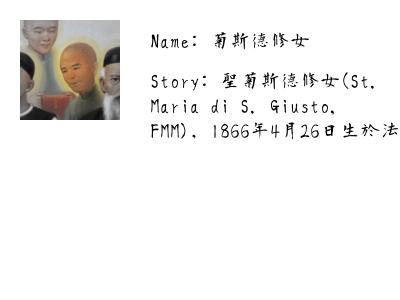 Name: 菊斯德修女
Story: 聖菊斯德修女(St.
Maria di S. Giusto,
FMM), 1866年4月26日生於法